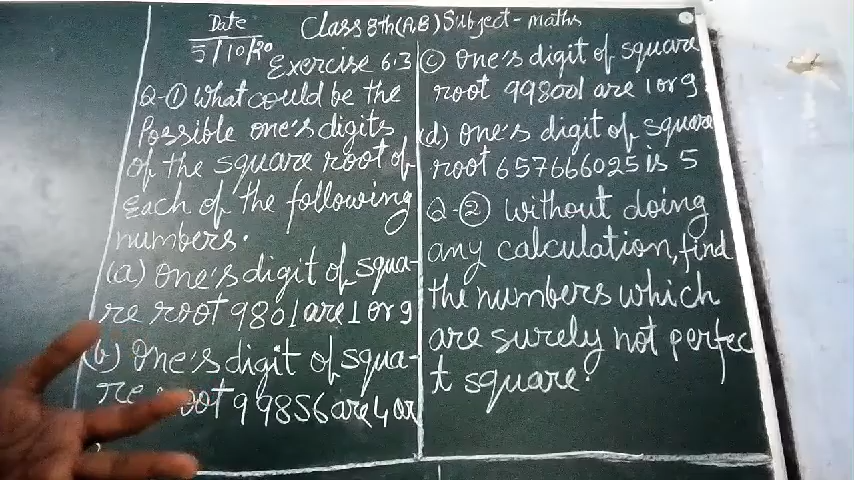 Date
5/10/20
Class 8th (A,B) Subject - maths
Exercise 6.3
Q-① What could be the
Possible one's digits
of the square root of
Each of the following
numbers.
(a) one's digit of squa-
re root 9801 are 1 or 9
(b) One's digit of squa-
re root 99856 are 4 or
(c) one's digit of square
root 998001 are 1 or 9
(d) one's digit of square
root 657666025 is 5
Q-② without doing
any calculation, find
the numbers which
are surely not perfec
t square.